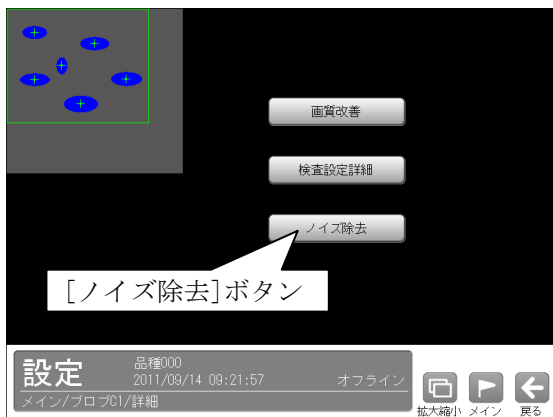 画質改善
検査設定詳細
ノイズ除去
[ノイズ除去]ボタン
設定
品種000
2011/09/14 09:21:57
オフライン
メイン/ブロブC1/詳細
拡大縮小
メイン
戻る